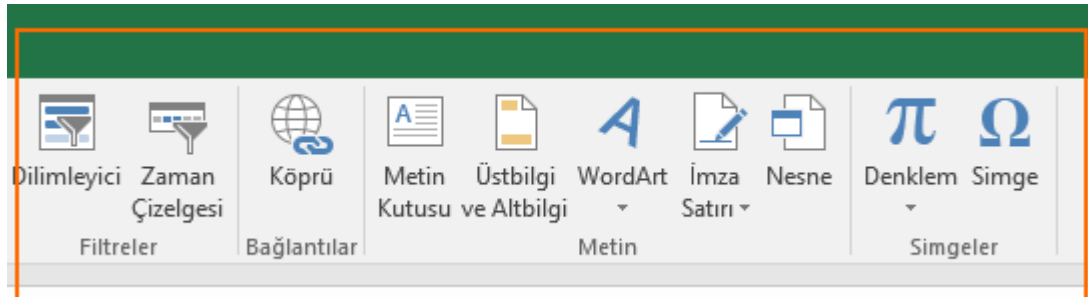 Dilimleyici Zaman Köprü Metin Üstbilgi WordArt İmza Nesne Denklem Simge
Çizelgesi Kutusu ve Altbilgi Satırı
Filtreler Bağlantılar Metin Simgeler